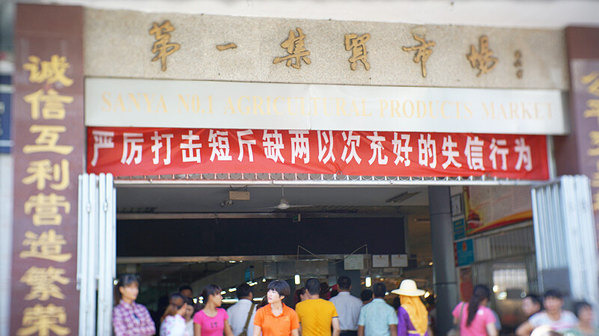 第一集贸市場
SANYA NO.1 AGRICULTURAL PRODUCTS MARKET
严厉打击短斤缺两以次充好的失信行为
诚信互利营造繁荣